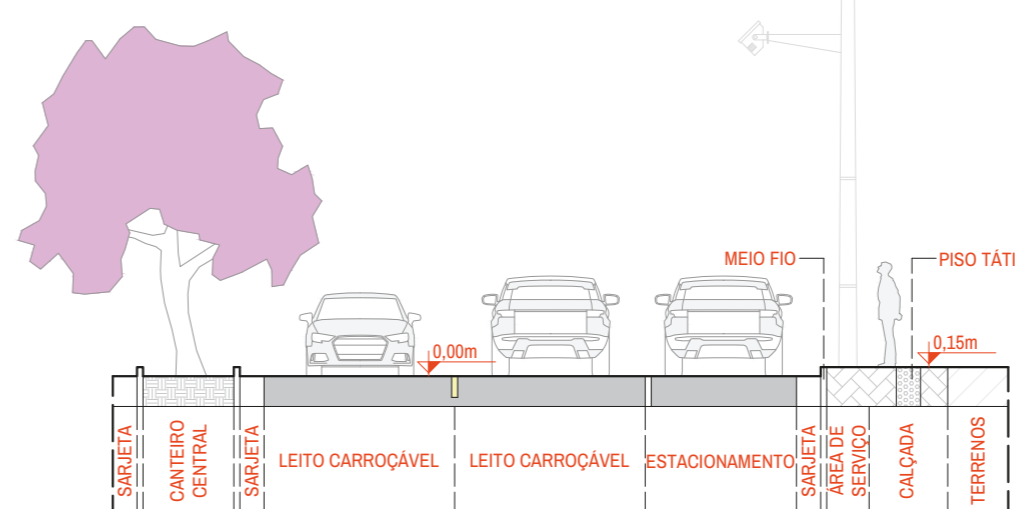 MEIO FIO
PISO TÁTI
0,00m
0,15m
SARJETA
CANTEIRO
CENTRAL
SARJETA
LEITO CARROÇÁVEL
LEITO CARROÇÁVEL
ESTACIONAMENTO
SARJETA
ÁREA DE
SERVIÇO
CALÇADA
TERRENOS